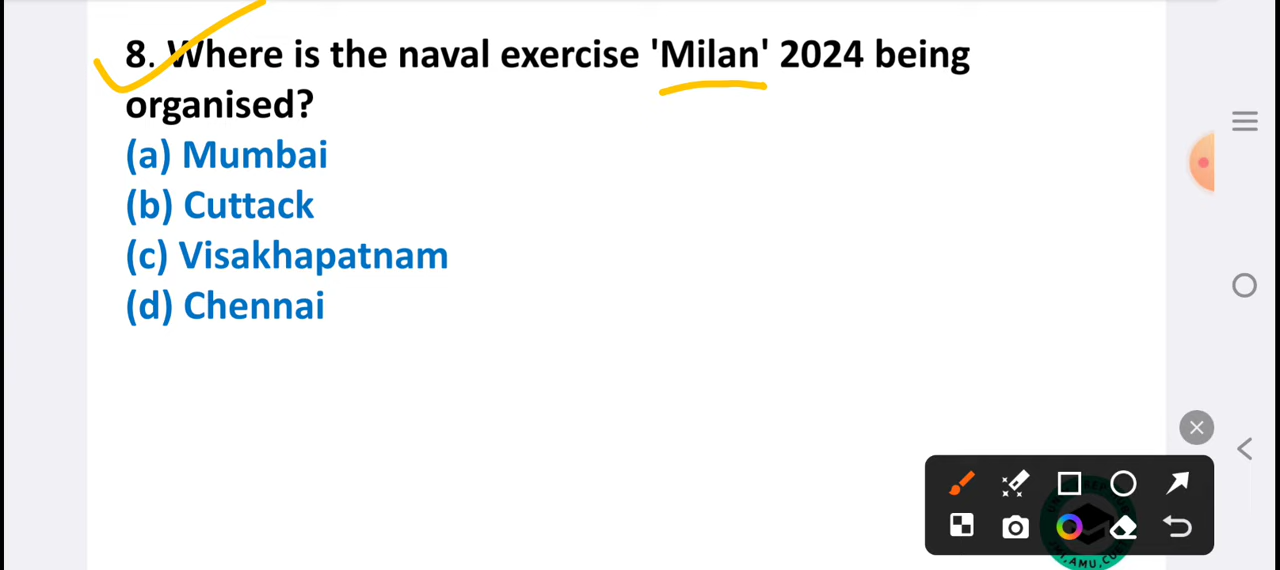 8. Where is the naval exercise 'Milan' 2024 being
organised?
(a) Mumbai
(b) Cuttack
(c) Visakhapatnam
(d) Chennai